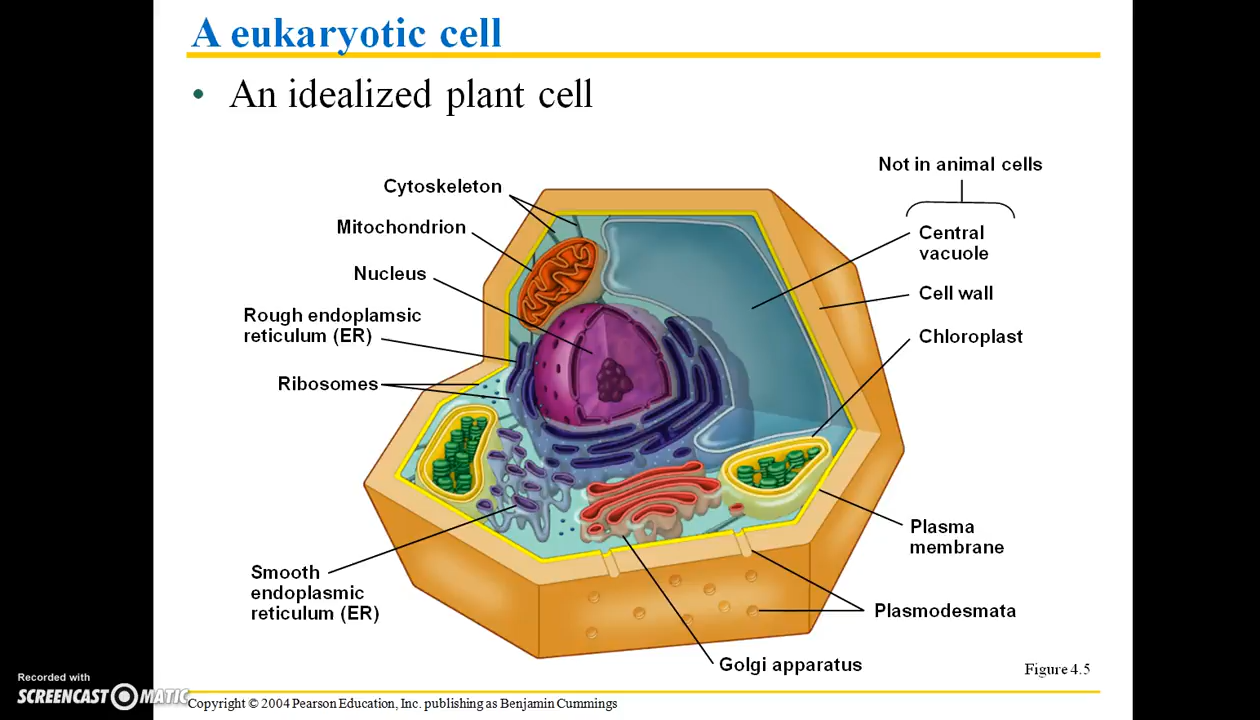 A eukaryotic cell
• An idealized plant cell
Not in animal cells
Cytoskeleton
Mitochondrion
Nucleus
Rough endoplamsic
reticulum (ER)
Ribosomes
Smooth
endoplasmic
reticulum (ER)
Central
vacuole
Cell wall
Chloroplast
Plasma
membrane
Plasmodesmata
Golgi apparatus
Figure 4.5
Recorded with
SCREENCAST MATIC
Copyright © 2004 Pearson Education, Inc. publishing as Benjamin Cummings